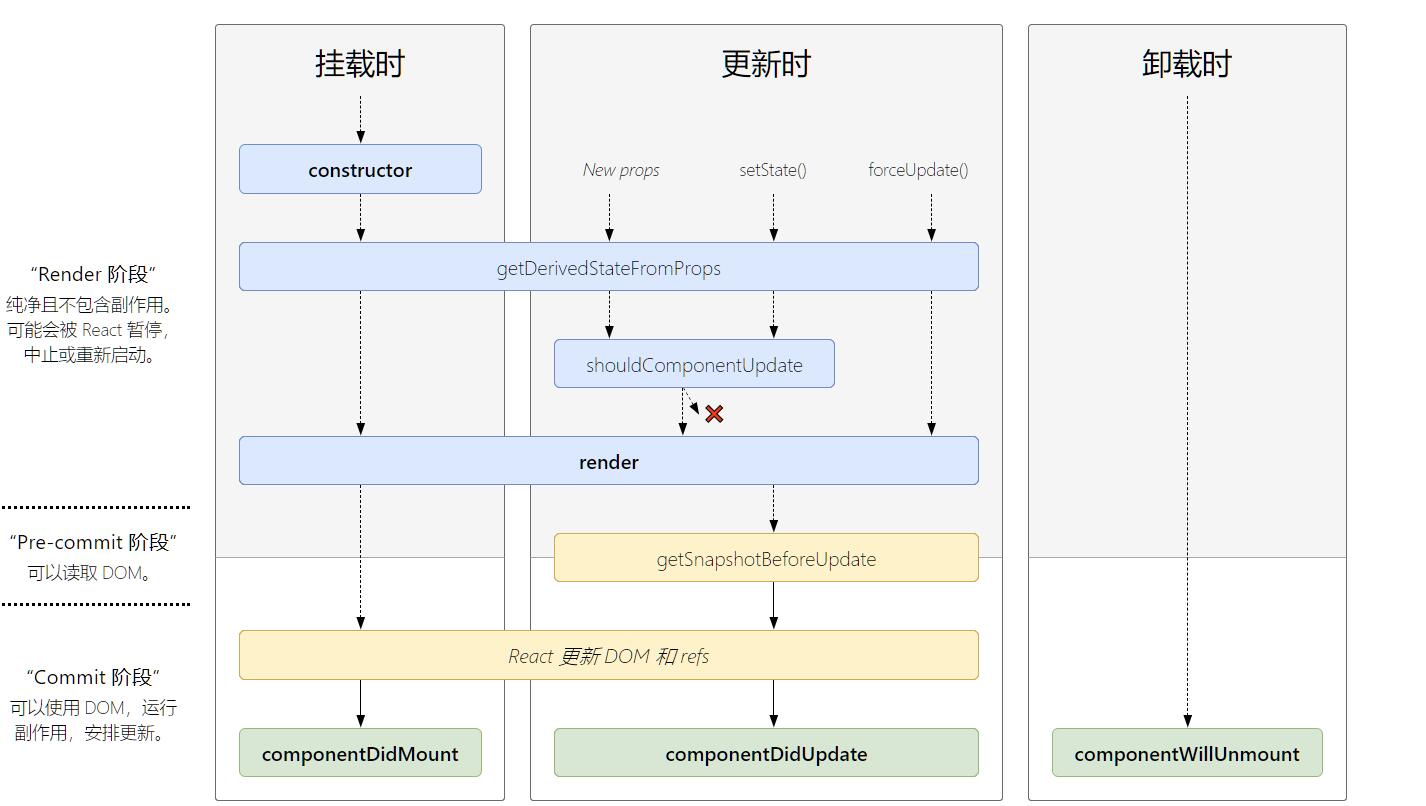 挂载时
更新时
卸载时
constructor
New props
setState()
forceUpdate()
getDerivedStateFromProps
“Render 阶段”
纯净且不包含副作用。
可能会被 React 暂停，
中止或重新启动。
shouldComponentUpdate
render
“Pre-commit 阶段”
可以读取 DOM。
getSnapshotBeforeUpdate
React 更新 DOM 和 refs
“Commit 阶段”
可以使用 DOM，运行
副作用，安排更新。
componentDidMount
componentDidUpdate
componentWillUnmount